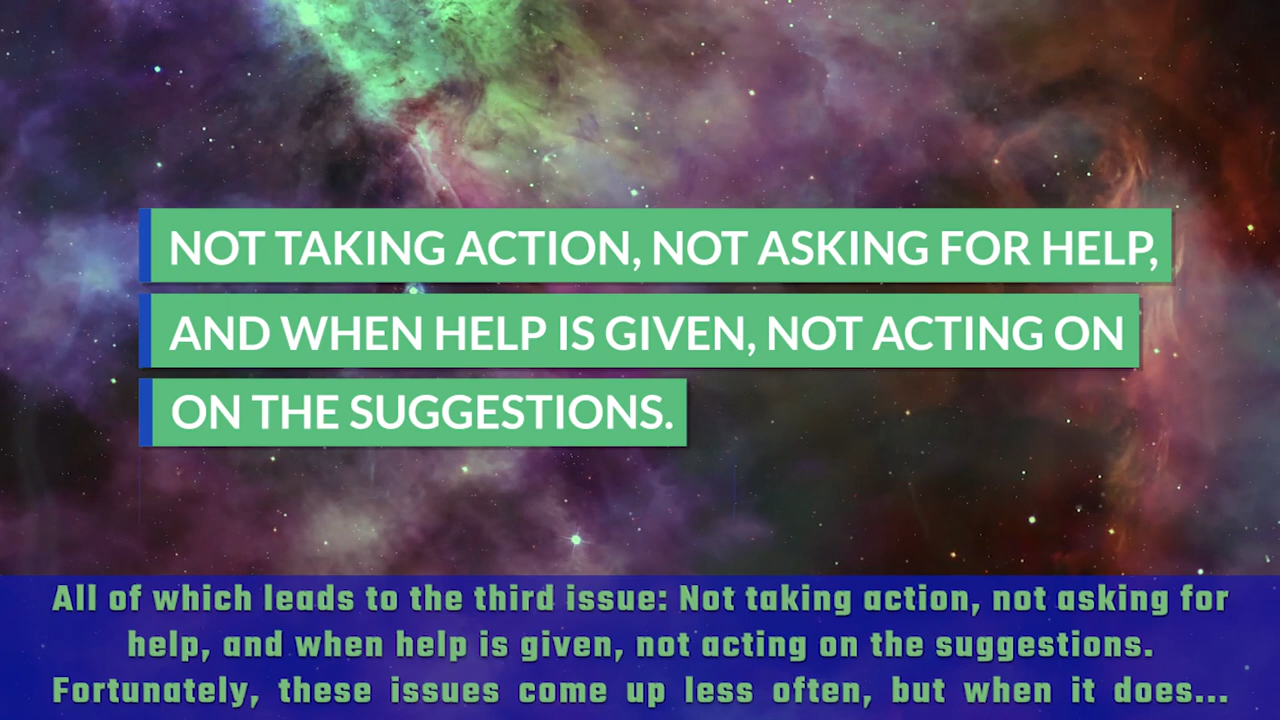 NOT TAKING ACTION, NOT ASKING FOR HELP,
AND WHEN HELP IS GIVEN, NOT ACTING ON
ON THE SUGGESTIONS.
All of which leads to the third issue: Not taking action, not asking for
help, and when help is given, not acting on the suggestions.
Fortunately, these issues come up less often, but when it does...